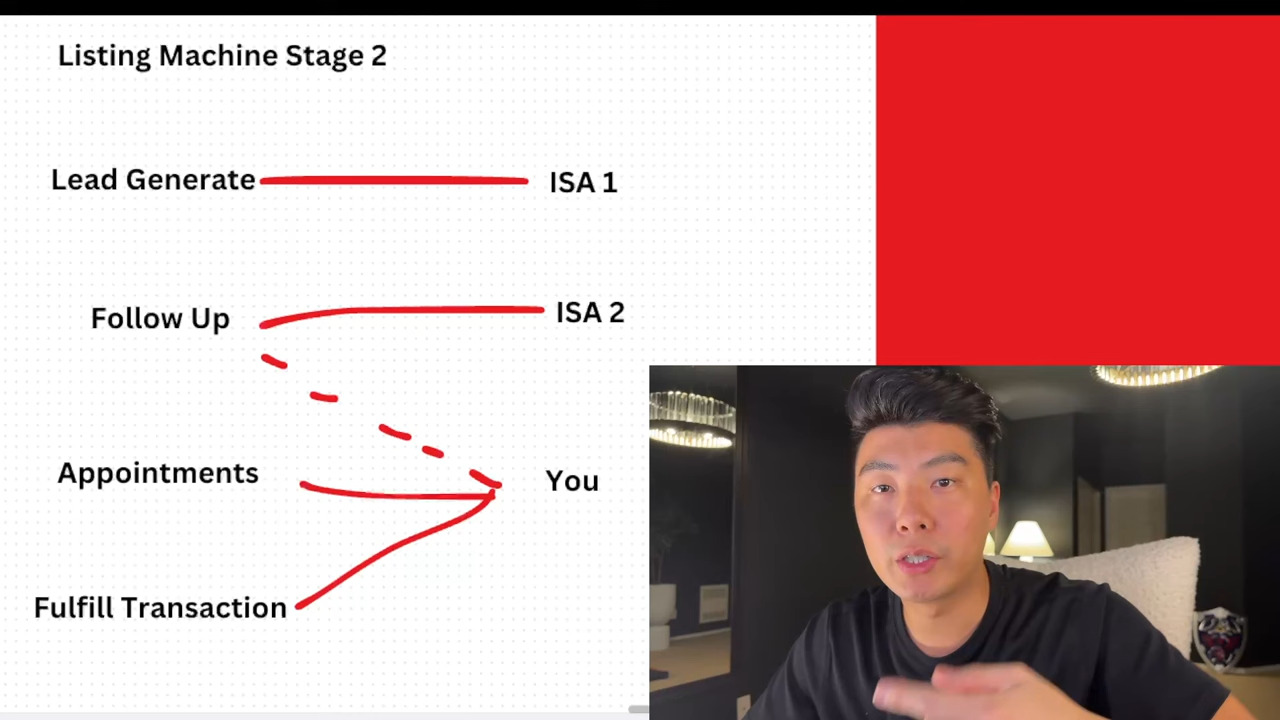 Listing Machine Stage 2
Lead Generate
ISA 1
Follow Up
ISA 2
Appointments
You
Fulfill Transaction